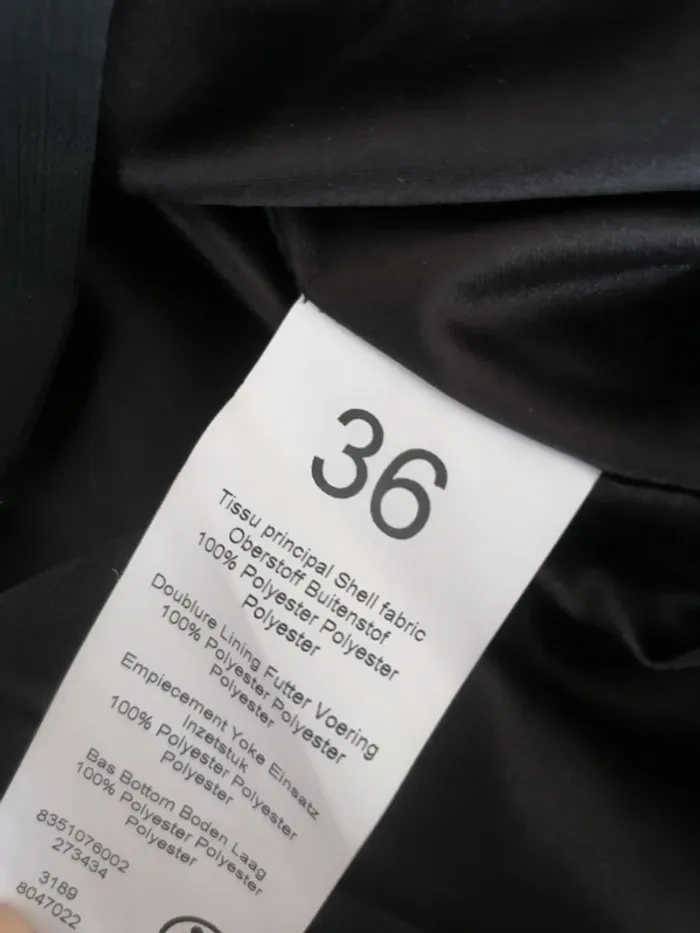 36
Tissu principal Shell fabric
Oberstoff Buitenstof
100% Polyester Polyester
Polyester
Doublure Lining Futter Voering
100% Polyester Polyester
Polyester
Empiecement Yoke Einsatz
Inzetstuk
100% Polyester Polyester
Polyester
Bas Bottom Boden Laag
100% Polyester Polyester
Polyester
8351076002
273434
3189
8047022